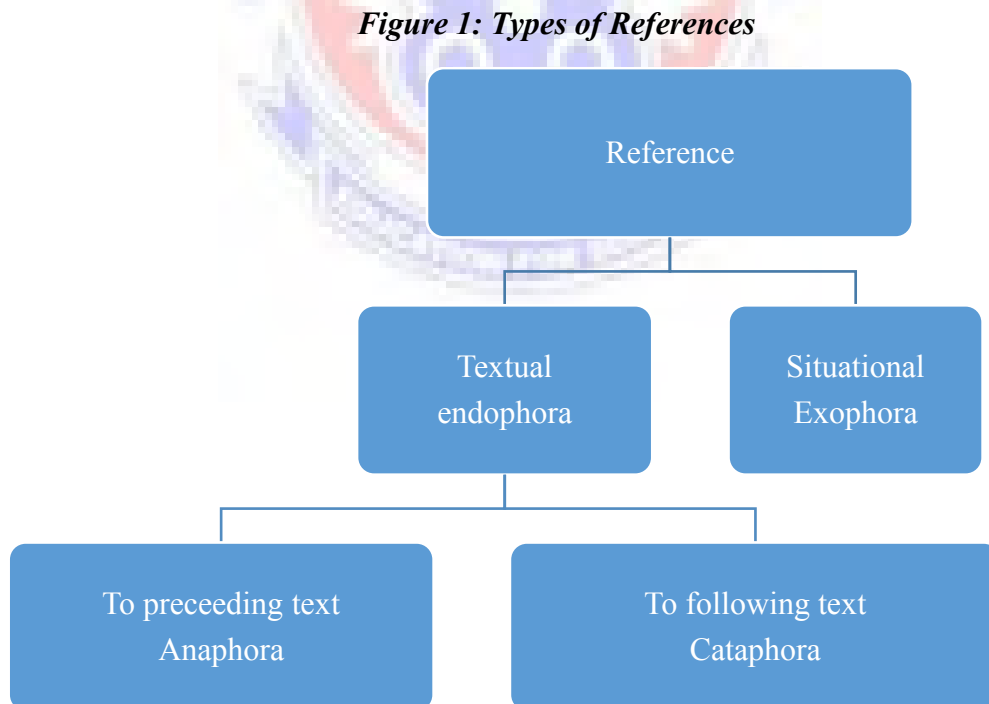 Figure 1: Types of References
Reference
Textual
endophora
Situational
Exophora
To preceeding text
Anaphora
To following text
Cataphora